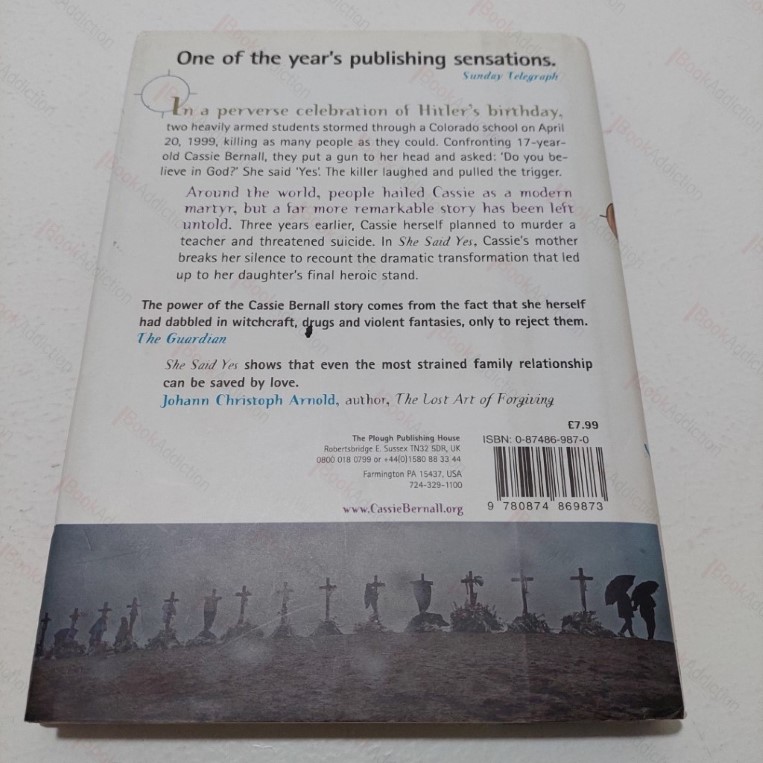 One of the year's publishing sensations.
Sunday Telegraph
In a perverse celebration of Hitler's birthday,
two heavily armed students stormed through a Colorado school on April
20, 1999, killing as many people as they could. Confronting 17-year-
old Cassie Bernall, they put a gun to her head and asked: 'Do you be-
lieve in God?' She said 'Yes'. The killer laughed and pulled the trigger.
Around the world, people hailed Cassie as a modern
martyr, but a far more remarkable story has been left
untold. Three years earlier, Cassie herself planned to murder a
teacher and threatened suicide. In She Said Yes, Cassie's mother
breaks her silence to recount the dramatic transformation that led
up to her daughter's final heroic stand.
The power of the Cassie Bernall story comes from the fact that she herself
had dabbled in witchcraft, drugs and violent fantasies, only to reject them.
The Guardian
She Said Yes shows that even the most strained family relationship
can be saved by love.
Johann Christoph Arnold, author, The Lost Art of Forgiving
£7.99
The Plough Publishing House
Robertsbridge E. Sussex TN32 5DR, UK
0800 018 0799 or +44(0)1580 88 33 44
Farmington PA 15437, USA
724-329-1100
www.CassieBernall.org
ISBN: 0-87486-987-0
9 780874 869873
BookAddiction